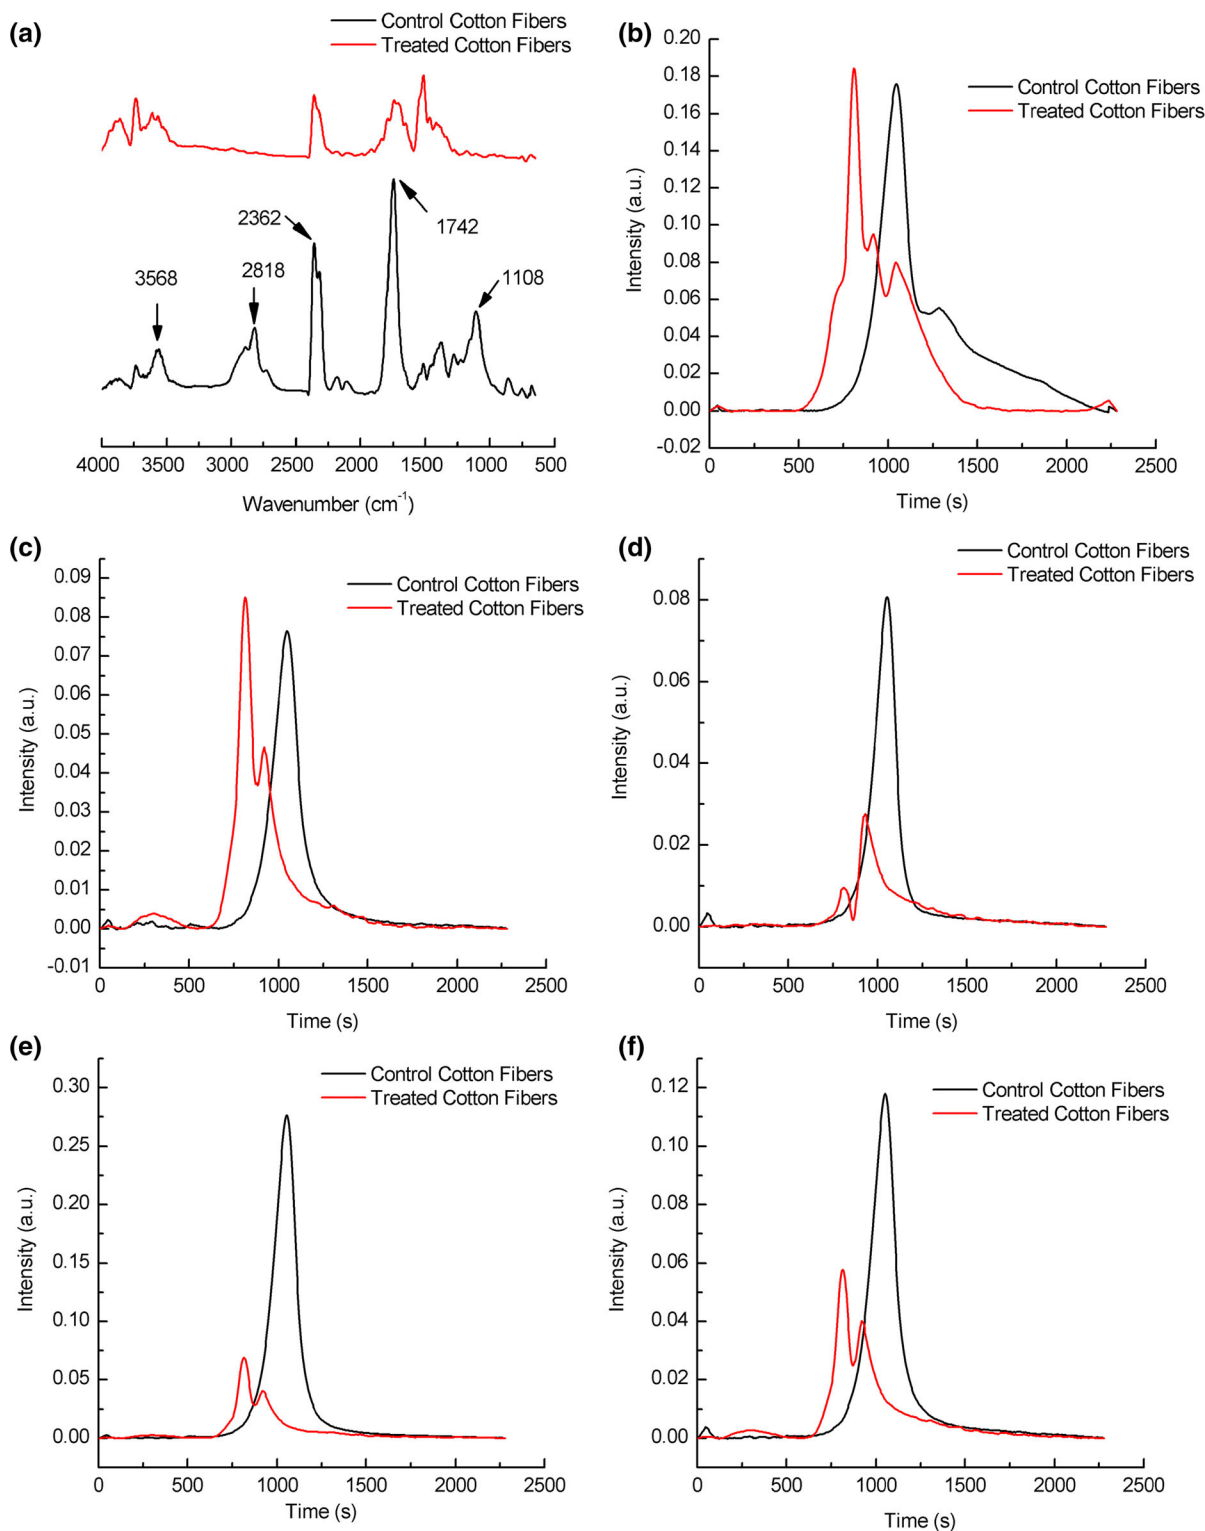 (a)
Control Cotton Fibers
Treated Cotton Fibers
3568
2818
2362
1742
1108
4000 3500 3000 2500 2000 1500 1000 500
Wavenumber (cm-1)
(b)
Control Cotton Fibers
Treated Cotton Fibers
0.20
0.18
0.16
0.14
0.12
0.10
0.08
0.06
0.04
0.02
0.00
-0.02
Intensity (a.u.)
0 500 1000 1500 2000 2500
Time (s)
(c)
Control Cotton Fibers
Treated Cotton Fibers
0.09
0.08
0.07
0.06
0.05
0.04
0.03
0.02
0.01
0.00
-0.01
Intensity (a.u.)
0 500 1000 1500 2000 2500
Time (s)
(d)
Control Cotton Fibers
Treated Cotton Fibers
0.08
0.06
0.04
0.02
0.00
Intensity (a.u.)
0 500 1000 1500 2000 2500
Time (s)
(e)
Control Cotton Fibers
Treated Cotton Fibers
0.30
0.25
0.20
0.15
0.10
0.05
0.00
Intensity (a.u.)
0 500 1000 1500 2000 2500
Time (s)
(f)
Control Cotton Fibers
Treated Cotton Fibers
0.12
0.10
0.08
0.06
0.04
0.02
0.00
Intensity (a.u.)
0 500 1000 1500 2000 2500
Time (s)